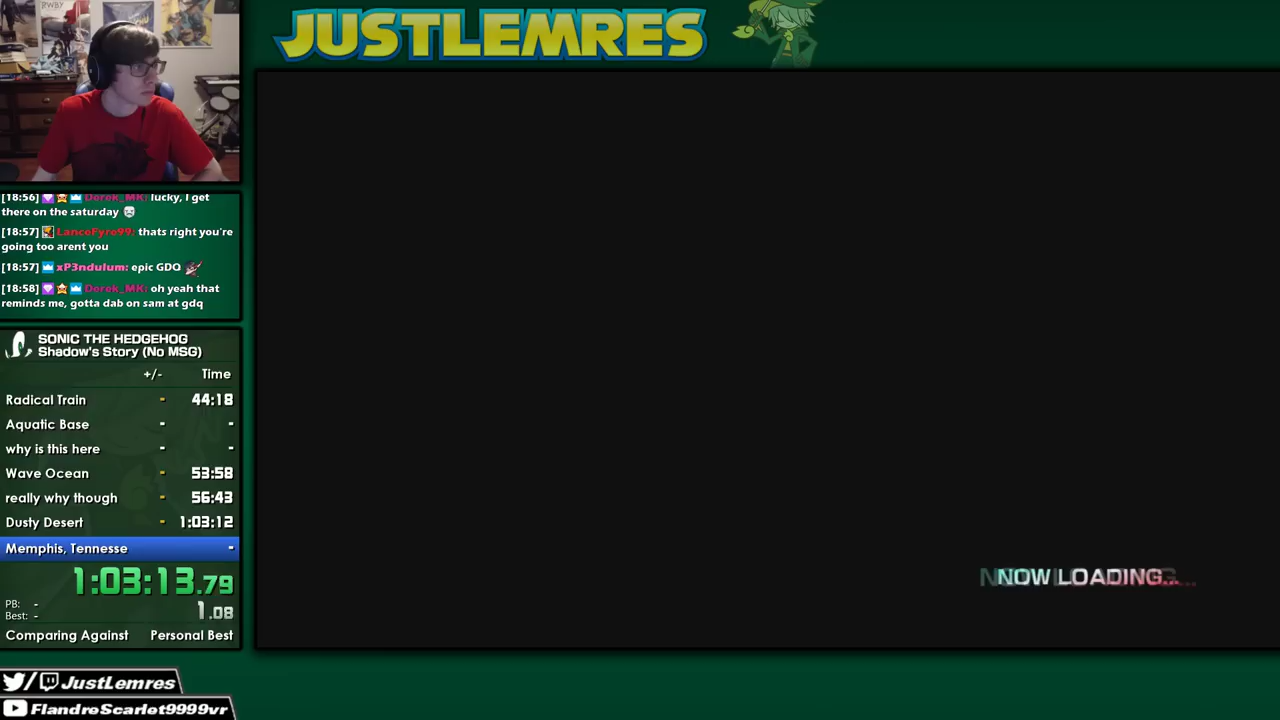 JUSTLEMRES
RWBY
[18:56] Derek_MK: lucky, I get
there on the saturday
[18:57] LanceFyre99: thats right you're
going too arent you
[18:57] xP3ndulum: epic GDQ
[18:58] Derek_MK: oh yeah that
reminds me, gotta dab on sam at gdq
SONIC THE HEDGEHOG
Shadow's Story (No MSG)
+/- Time
Radical Train - 44:18
Aquatic Base - -
why is this here - -
Wave Ocean - 53:58
really why though - 56:43
Dusty Desert - 1:03:12
Memphis, Tennesse -
1:03:13.79
PB: -
Best: - 1.08
Comparing Against Personal Best
NOW LOADING...
/ JustLemres
FlandreScarlet9999vr